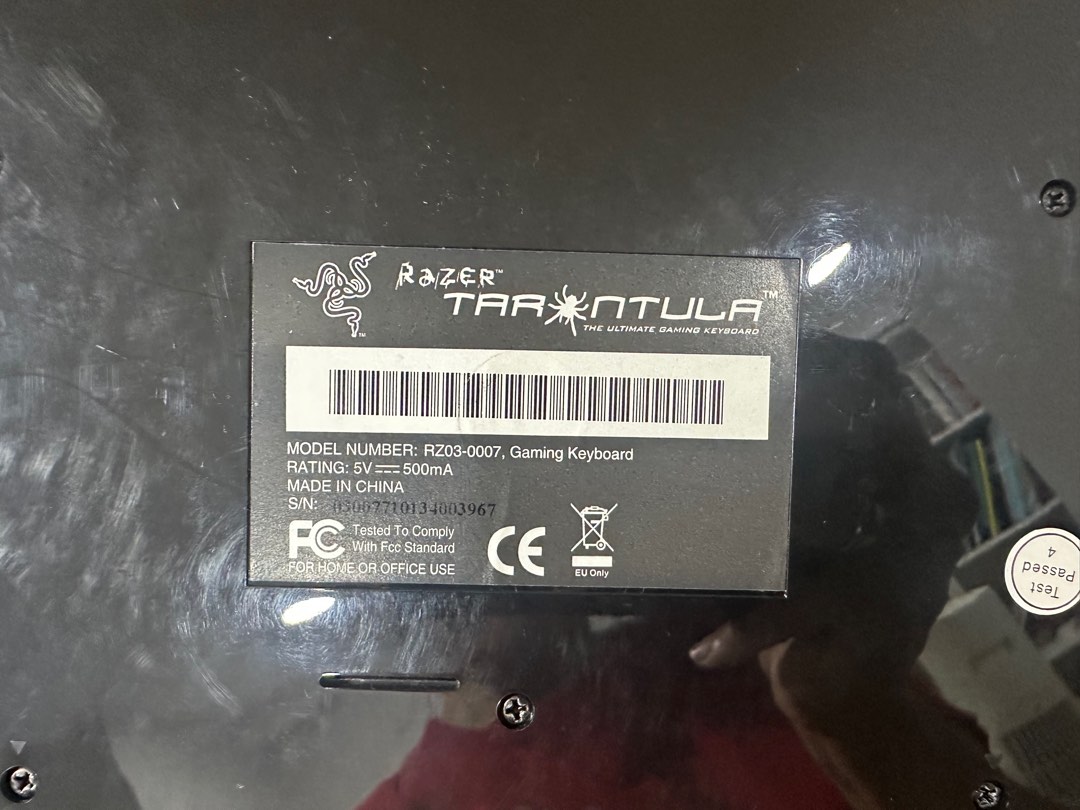 RAZER™
TARANTULA™
THE ULTIMATE GAMING KEYBOARD
MODEL NUMBER: RZ03-0007, Gaming Keyboard
RATING: 5V⎓500mA
MADE IN CHINA
S/N: 05007710134003967
FC Tested To Comply
With Fcc Standard
FOR HOME OR OFFICE USE
CE
EU Only
Test
Passed
4